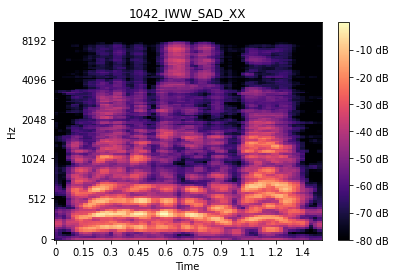 1042_IWW_SAD_XX
8192
4096
2048
1024
512
0
Hz
0 0.15 0.3 0.45 0.6 0.75 0.9 1 1.2 1.4
Time
-10 dB
-20 dB
-30 dB
-40 dB
-50 dB
-60 dB
-70 dB
-80 dB